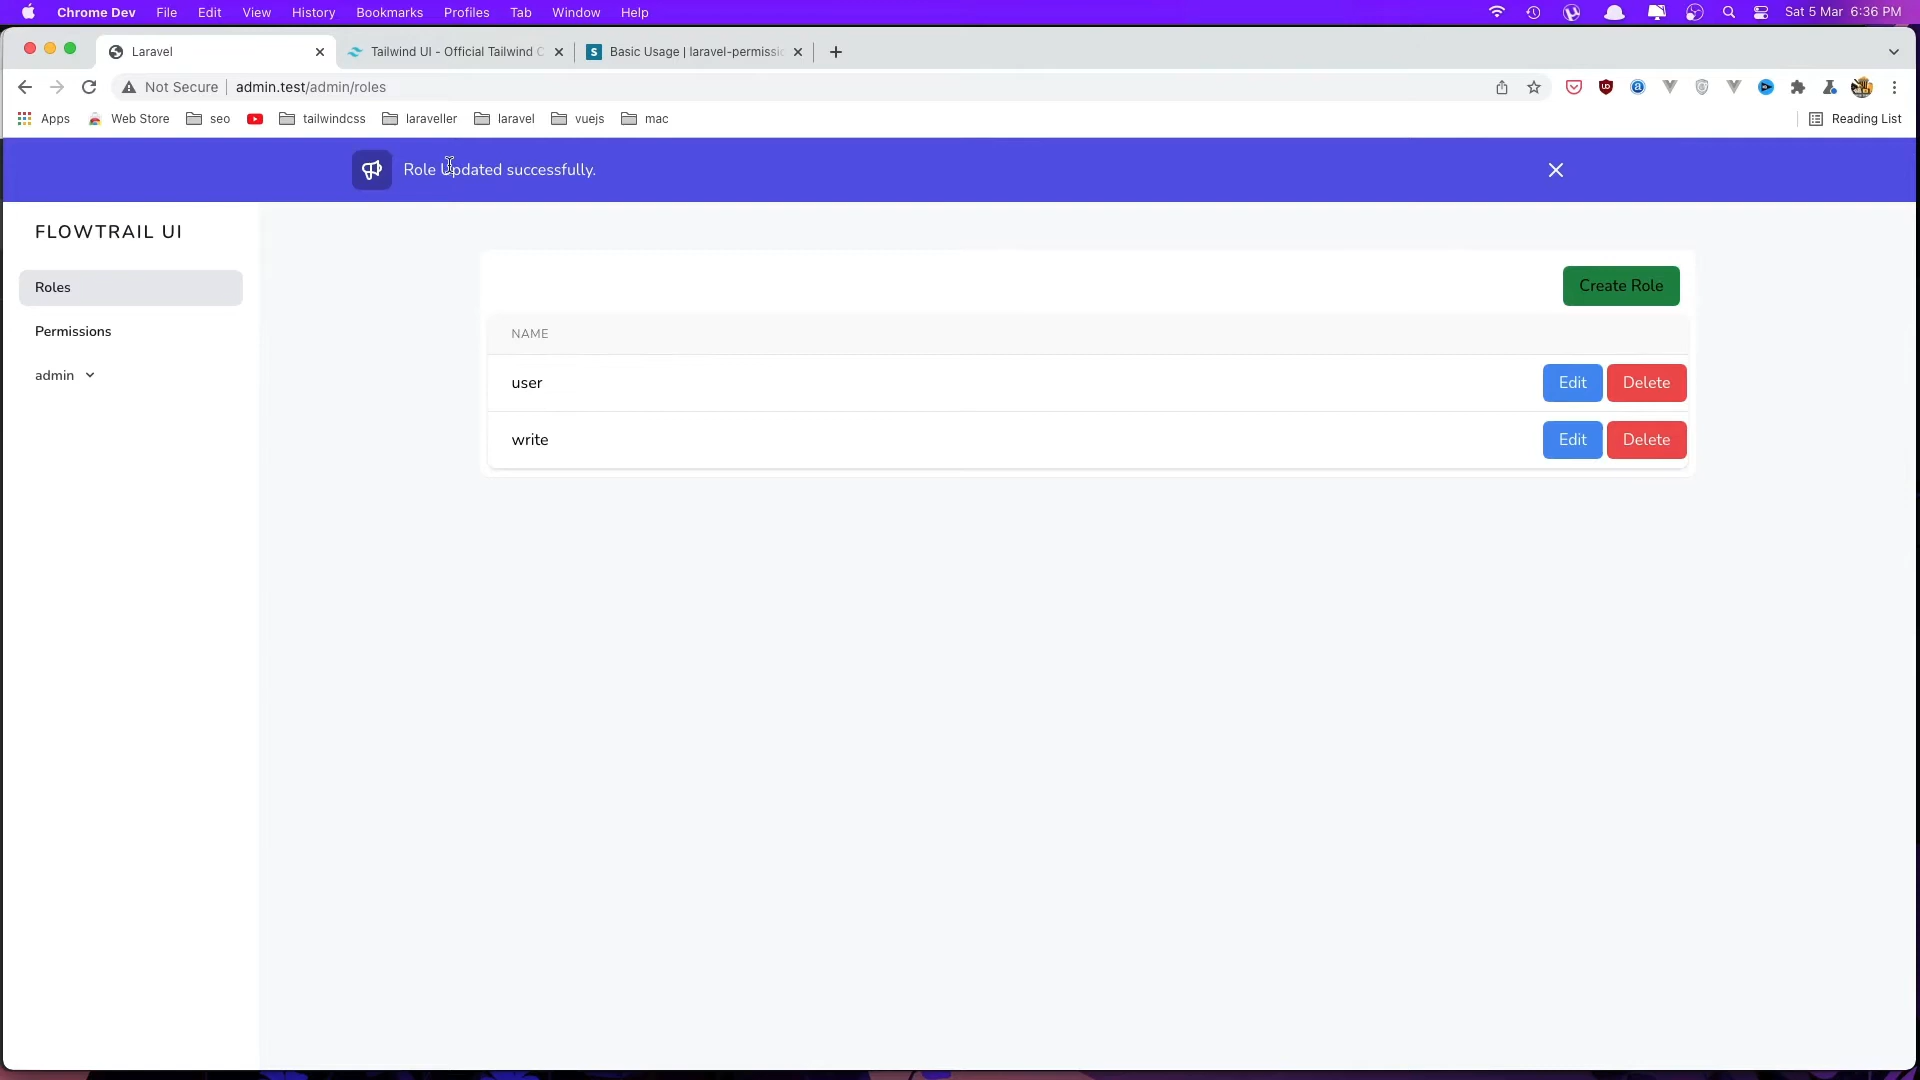 Chrome Dev File Edit View History Bookmarks Profiles Tab Window Help Sat 5 Mar 6:36 PM
Laravel Tailwind UI - Official Tailwind C Basic Usage | laravel-permissi
Not Secure admin.test/admin/roles
Apps Web Store seo tailwindcss laraveller laravel vuejs mac Reading List
Role Updated successfully.
FLOWTRAIL UI
Roles
Permissions
admin
Create Role
NAME
user Edit Delete
write Edit Delete